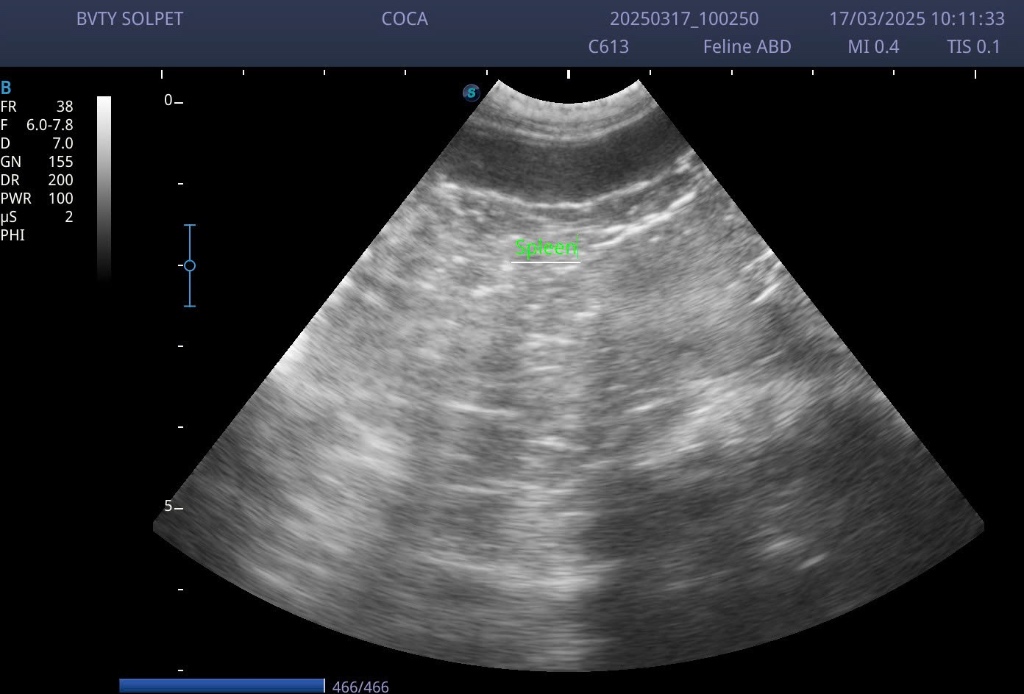 BVTY SOLPET COCA 20250317_100250 17/03/2025 10:11:33
C613 Feline ABD MI 0.4 TIS 0.1
B
FR 38
F 6.0-7.8
D 7.0
GN 155
DR 200
PWR 100
µS 2
PHI
0
S
Spleen
5
466/466